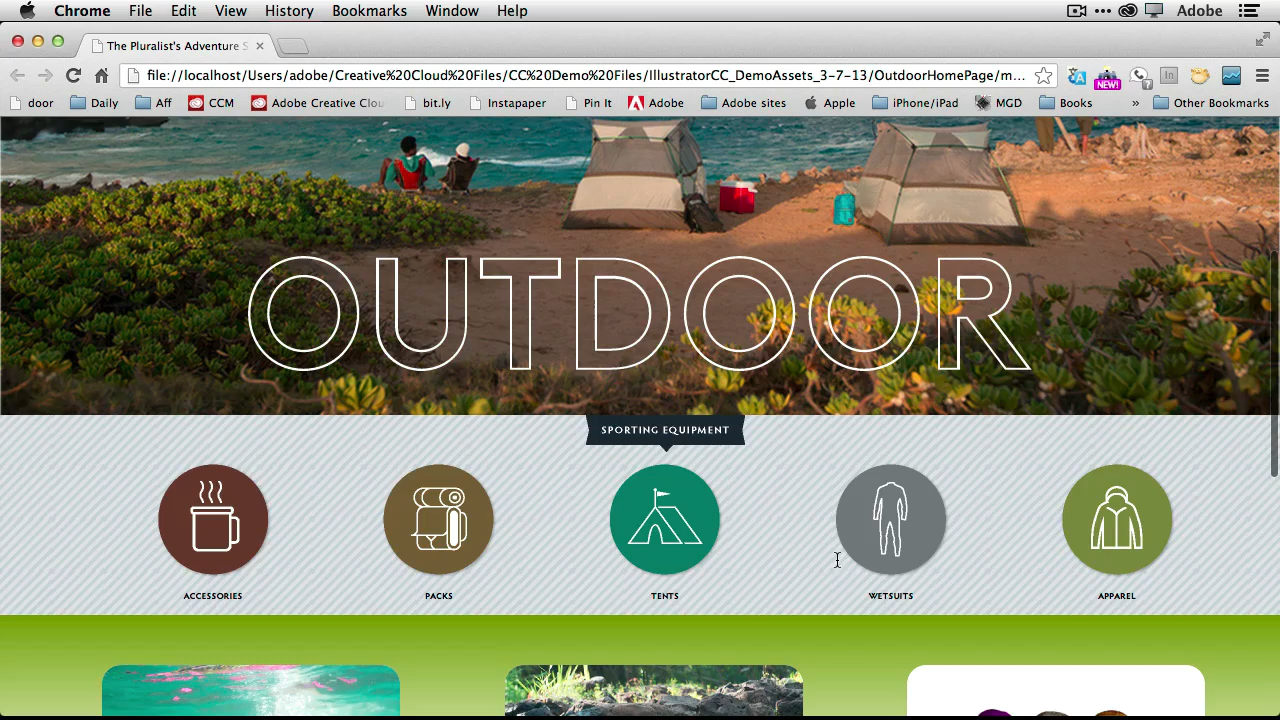 Chrome File Edit View History Bookmarks Window Help Adobe
The Pluralist's Adventure S
file://localhost/Users/adobe/Creative%20Cloud%20Files/CC%20Demo%20Files/IllustratorCC_DemoAssets_3-7-13/OutdoorHomePage/m...
NEW!
In
door Daily Aff CCM Adobe Creative Clou bit.ly Instapaper Pin It Adobe Adobe sites Apple iPhone/iPad MGD Books » Other Bookmarks
OUTDOOR
SPORTING EQUIPMENT
ACCESSORIES PACKS TENTS WETSUITS APPAREL